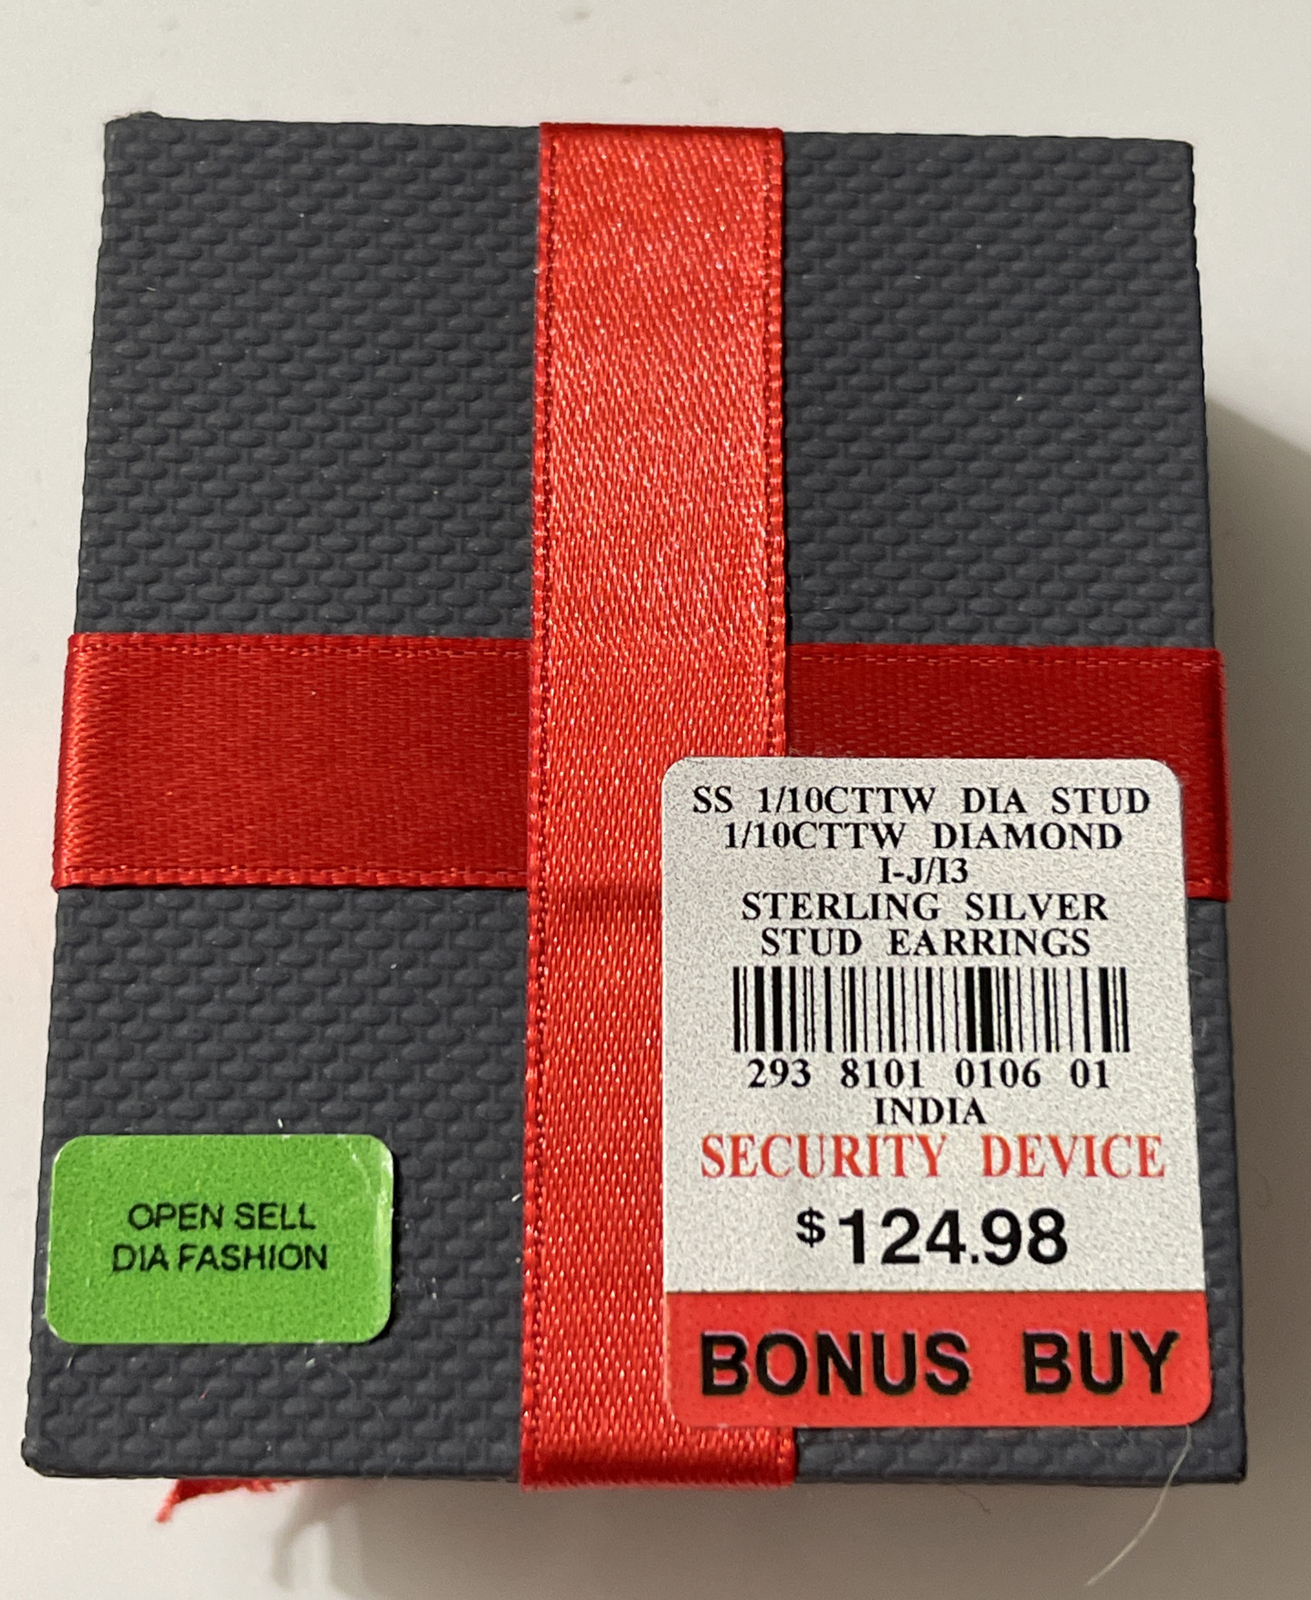 SS 1/10CTTW DIA STUD
1/10CTTW DIAMOND
I-J/I3
STERLING SILVER
STUD EARRINGS
293 8101 0106 01
INDIA
SECURITY DEVICE
$124.98
BONUS BUY
OPEN SELL
DIA FASHION